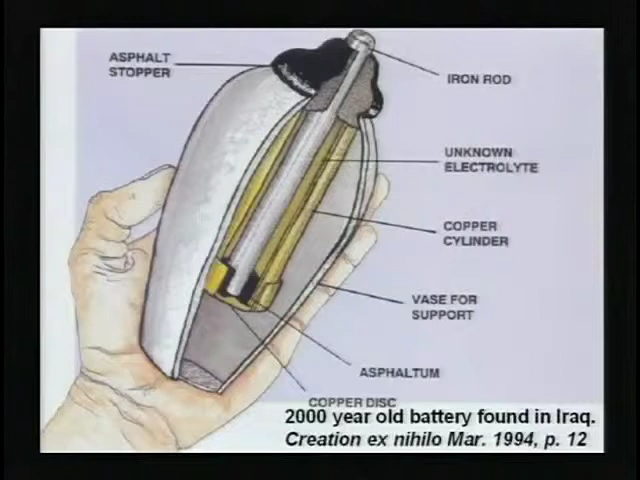 ASPHALT
STOPPER
IRON ROD
UNKNOWN
ELECTROLYTE
COPPER
CYLINDER
VASE FOR
SUPPORT
ASPHALTUM
COPPER DISC
2000 year old battery found in Iraq.
Creation ex nihilo Mar. 1994, p. 12